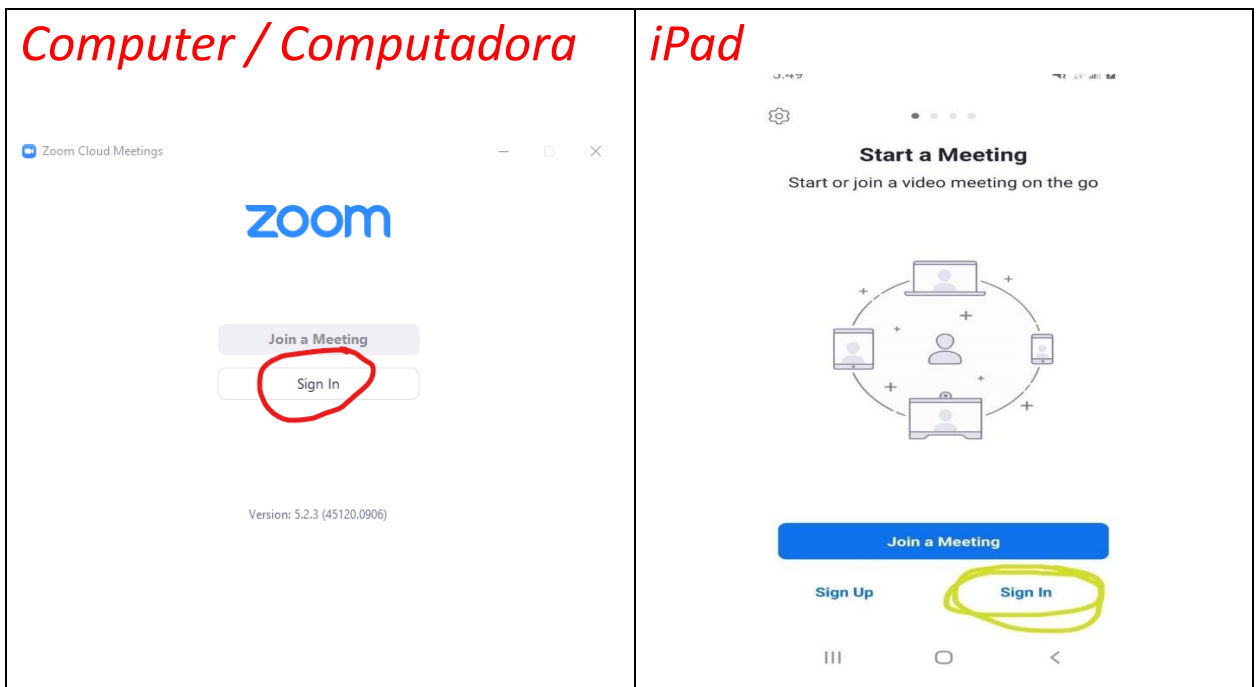 Computer / Computadora
Zoom Cloud Meetings
zoom
Join a Meeting
Sign In
Version: 5.2.3 (45120.0906)
iPad
Start a Meeting
Start or join a video meeting on the go
Join a Meeting
Sign Up
Sign In